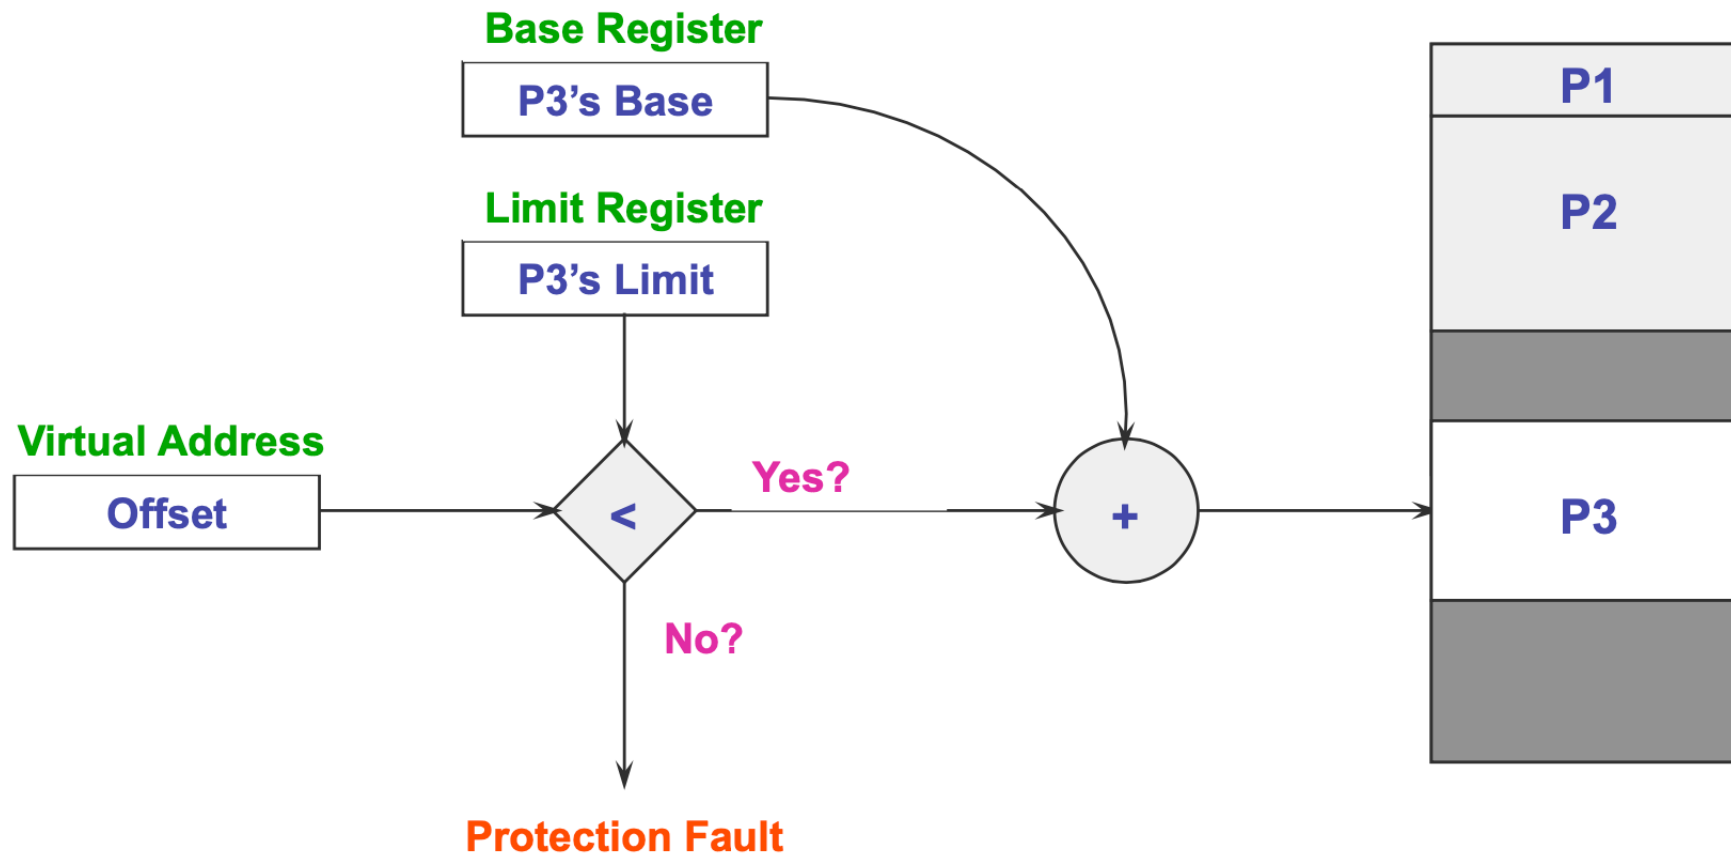 Base Register
P3’s Base
Limit Register
P3’s Limit
Virtual Address
Offset
<
Yes?
No?
+
Protection Fault
P1
P2
P3